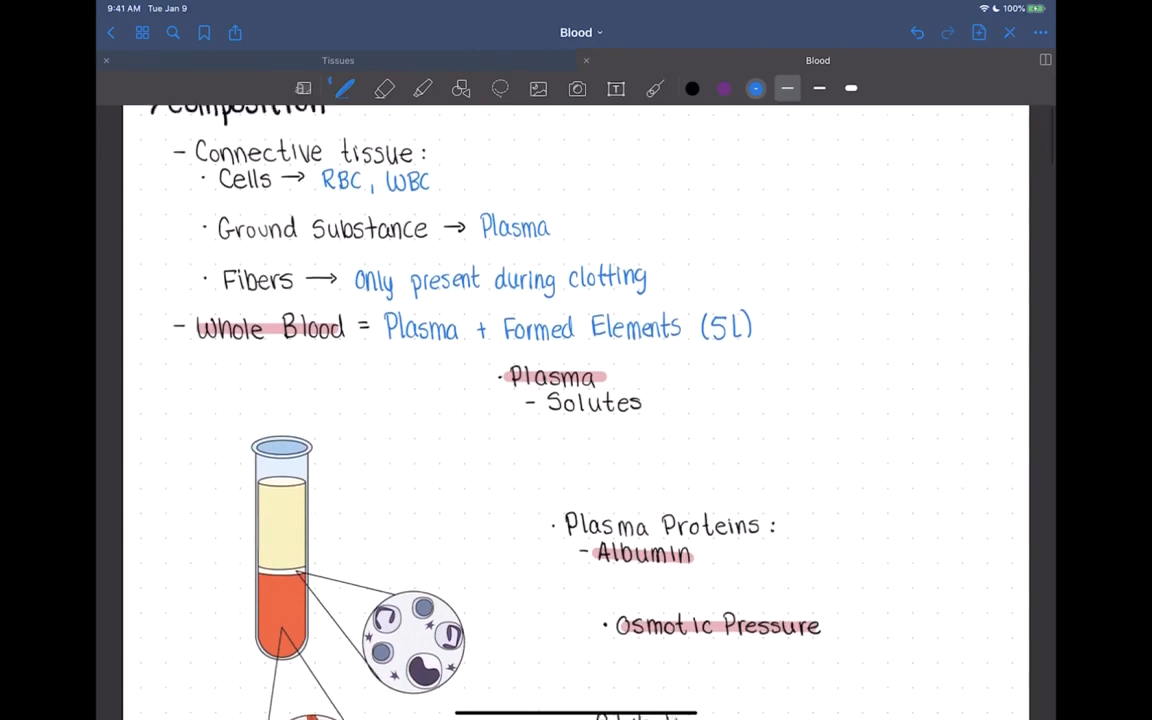 9:41 AM Tue Jan 9
100%
Blood
Tissues
Blood
Composition
- Connective tissue:
· Cells → RBC, WBC
· Ground Substance → Plasma
· Fibers → Only present during clotting
- Whole Blood = Plasma + Formed Elements (5L)
· Plasma
- Solutes
· Plasma Proteins:
- Albumin
· Osmotic Pressure